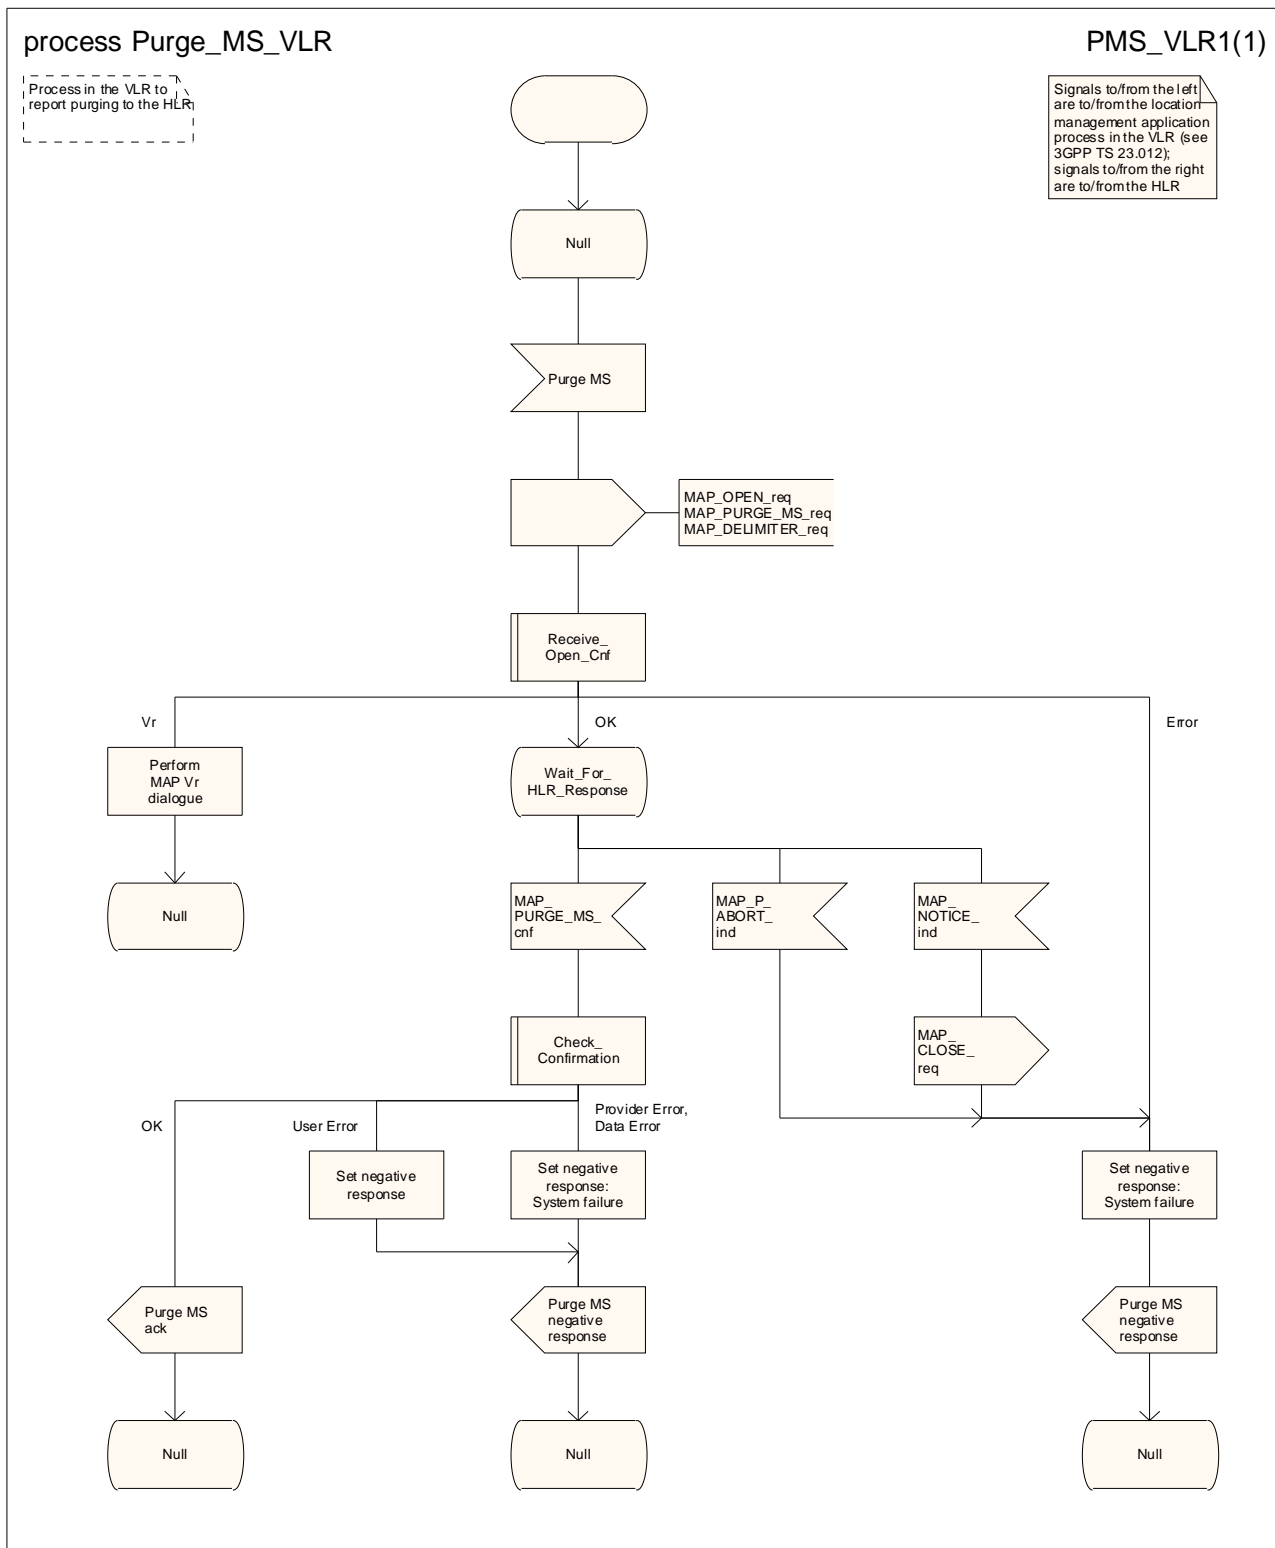 process Purge_MS_VLR
PMS_VLR1(1)
Process in the VLR to
report purging to the HLR
Signals to/from the left
are to/from the location
management application
process in the VLR (see
3GPP TS 23.012);
signals to/from the right
are to/from the HLR
Null
Purge MS
MAP_OPEN_req
MAP_PURGE_MS_req
MAP_DELIMITER_req
Receive_
Open_Cnf
Vr
OK
Error
Perform
MAP Vr
dialogue
Wait_For_
HLR_Response
Null
MAP_
PURGE_MS_
cnf
MAP_P_
ABORT_
ind
MAP_
NOTICE_
ind
Check_
Confirmation
MAP_
CLOSE_
req
OK
User Error
Provider Error,
Data Error
Set negative
response
Set negative
response:
System failure
Set negative
response:
System failure
Purge MS
ack
Purge MS
negative
response
Purge MS
negative
response
Null
Null
Null